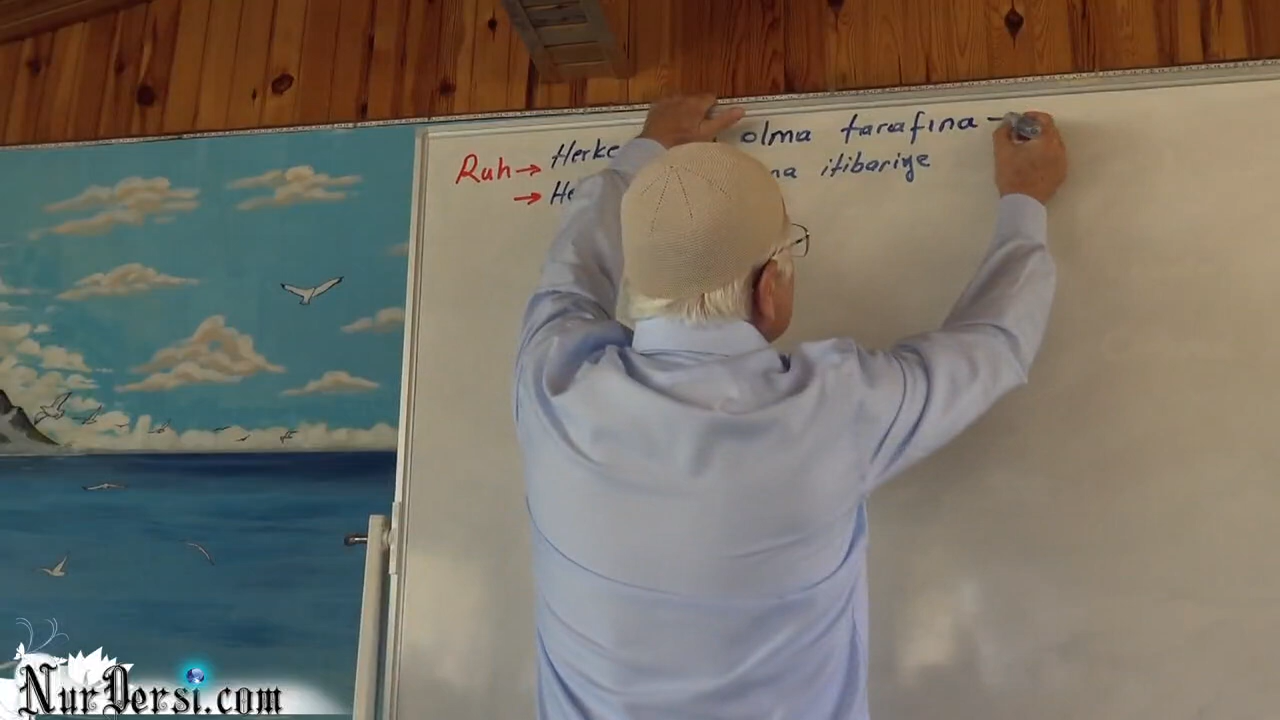 Ruh → Herke olma tarafına →
→ He na itibariye
NurDersi.com